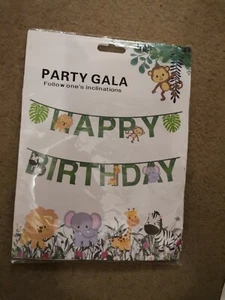 PARTY GALA
Follow one's inclinations
HAPPY
BIRTHDAY